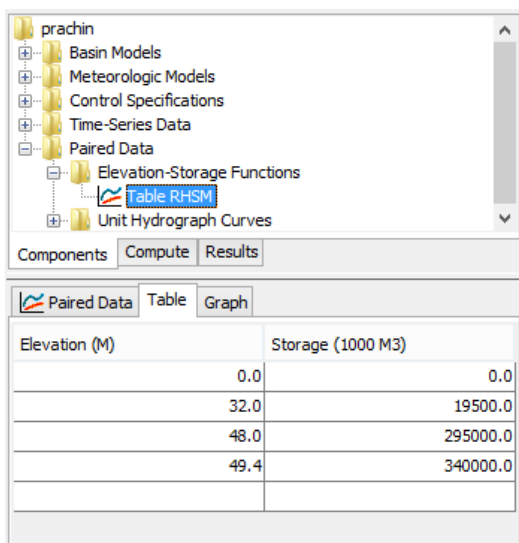 prachin
Basin Models
Meteorologic Models
Control Specifications
Time-Series Data
Paired Data
Elevation-Storage Functions
Table RHSM
Unit Hydrograph Curves
Components Compute Results
Paired Data Table Graph
Elevation (M) Storage (1000 M3)
0.0 0.0
32.0 19500.0
48.0 295000.0
49.4 340000.0